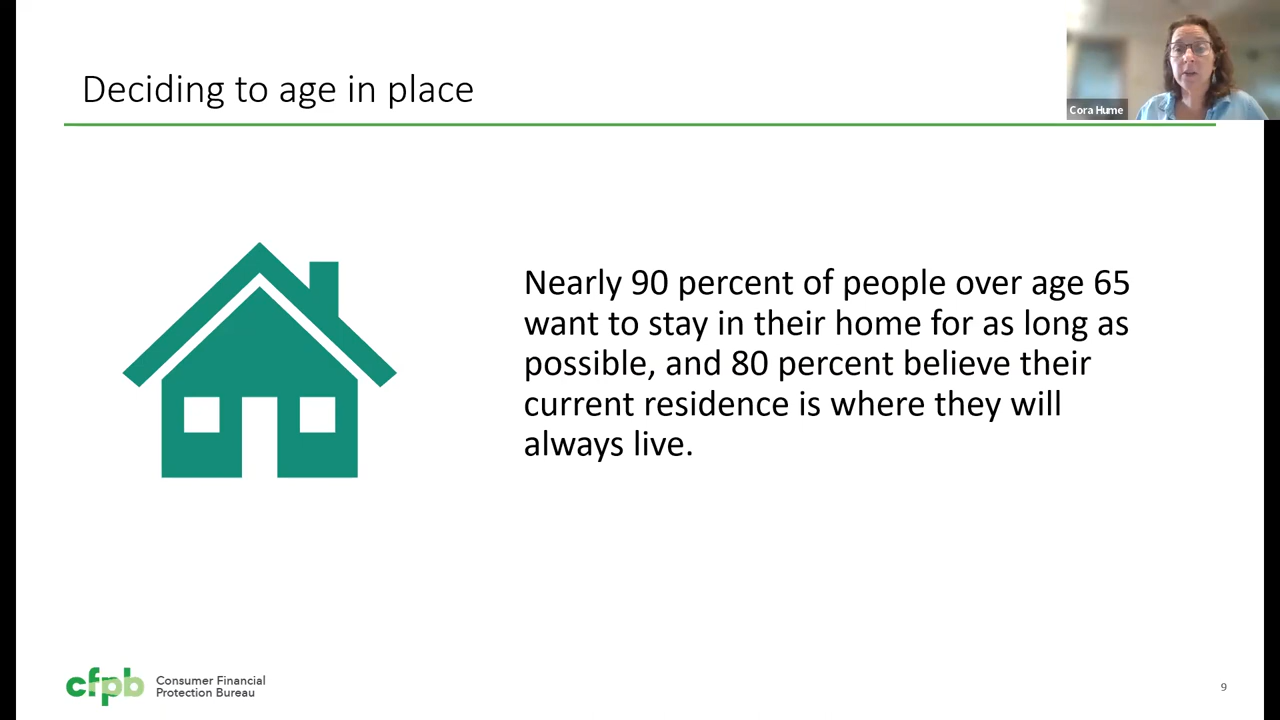 Deciding to age in place
Cora Hume
Nearly 90 percent of people over age 65
want to stay in their home for as long as
possible, and 80 percent believe their
current residence is where they will
always live.
cfpb
Consumer Financial
Protection Bureau
9